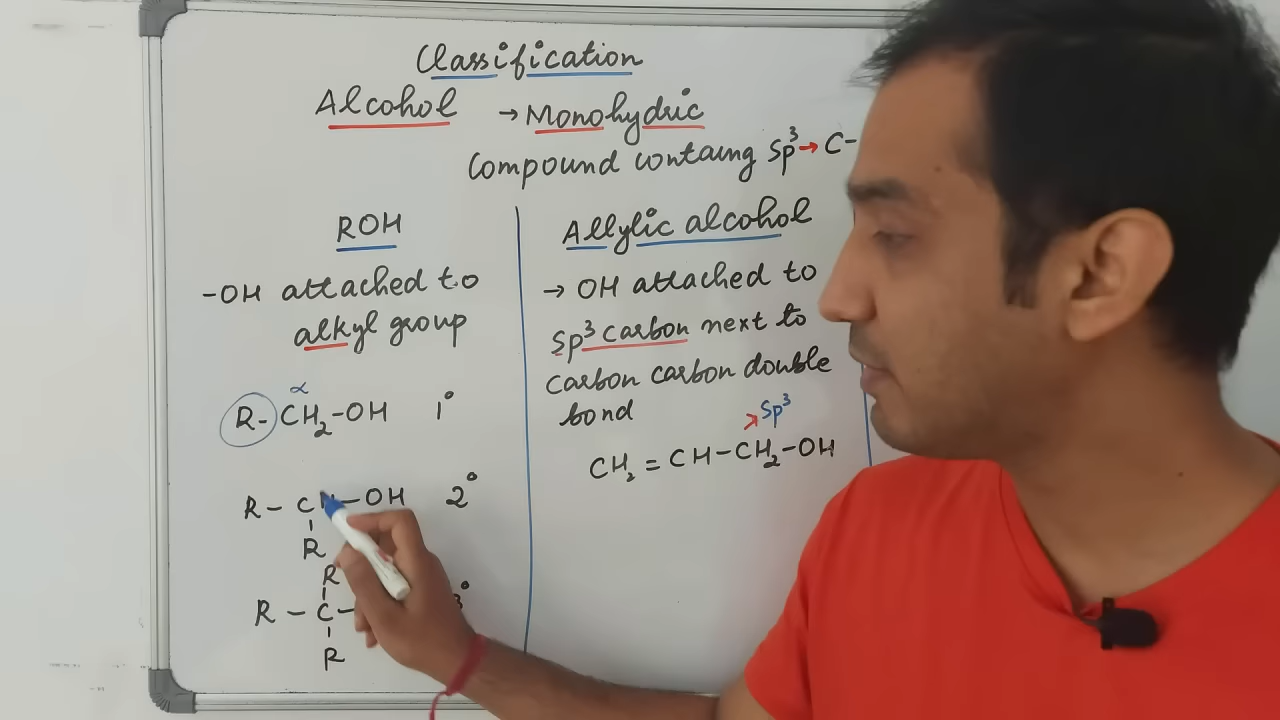 Classification
Alcohol → Monohydric
Compound containg Sp³ → C-
ROH
-OH attached to
alkyl group
α
R-CH₂-OH 1°
R-CH-OH 2°
R
R
R-C- 3°
R
Allylic alcohol
→ OH attached to
Sp³ carbon next to
carbon carbon double
bond
Sp³
CH₂=CH-CH₂-OH